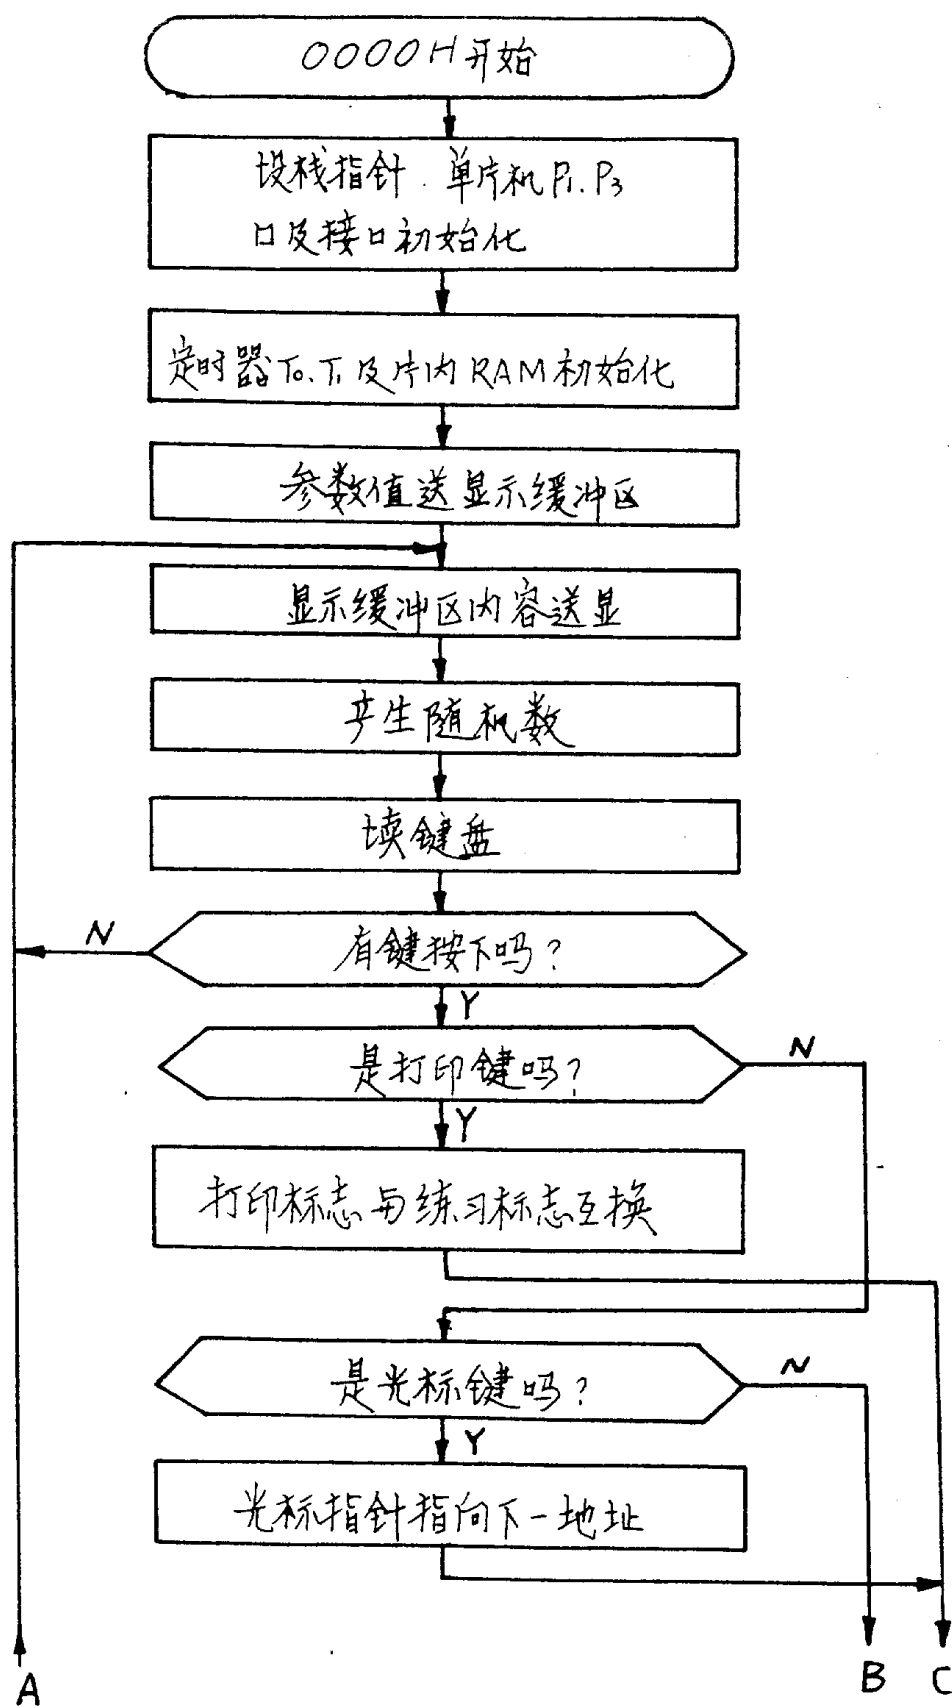 0000H开始
设栈指针.单片机P1.P3
口及接口初始化
定时器T0.T1及片内RAM初始化
参数值送显示缓冲区
显示缓冲区内容送显
产生随机数
读键盘
N
有键按下吗?
Y
N
是打印键吗?
Y
打印标志与练习标志互换
N
是光标键吗?
Y
光标指针指向下一地址
A
B
C